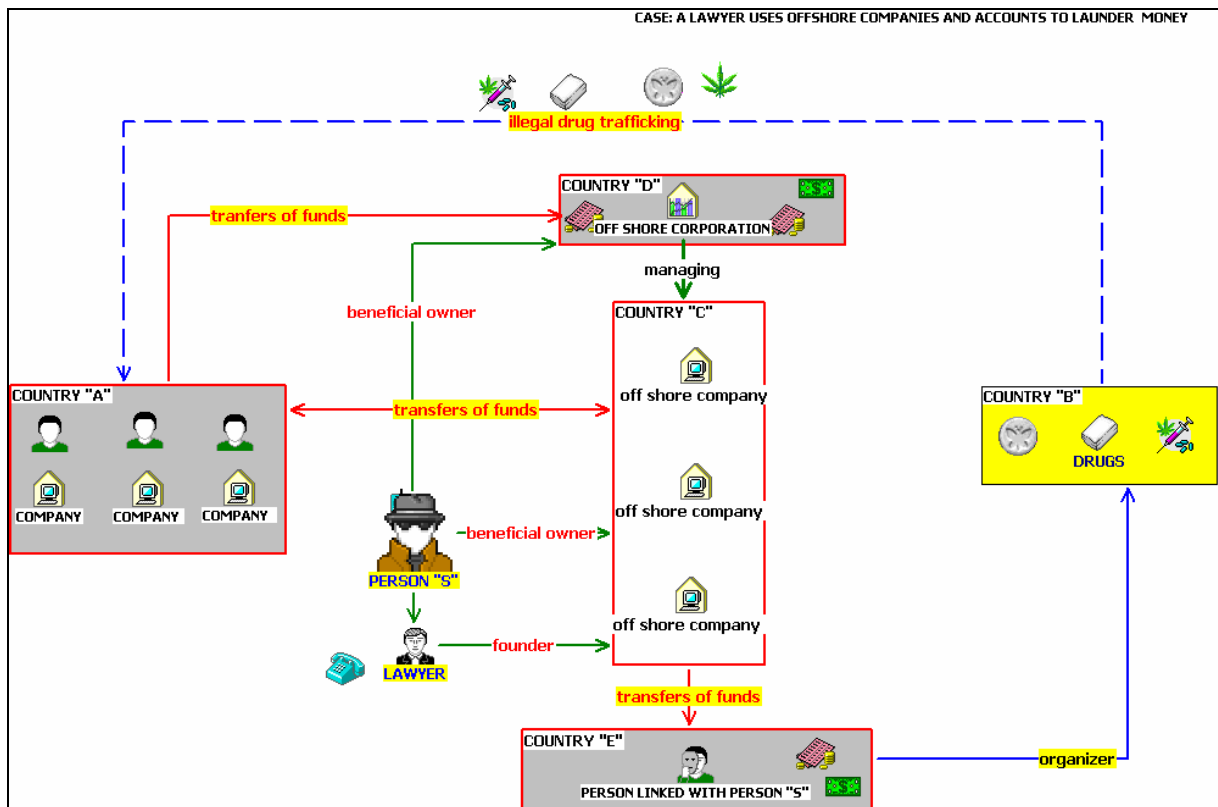 CASE: A LAWYER USES OFFSHORE COMPANIES AND ACCOUNTS TO LAUNDER MONEY
illegal drug trafficking
COUNTRY "D"
OFF SHORE CORPORATION
tranfers of funds
managing
beneficial owner
COUNTRY "C"
off shore company
COUNTRY "A"
COMPANY
COMPANY
COMPANY
transfers of funds
COUNTRY "B"
DRUGS
off shore company
beneficial owner
PERSON "S"
off shore company
founder
LAWYER
transfers of funds
COUNTRY "E"
PERSON LINKED WITH PERSON "S"
organizer